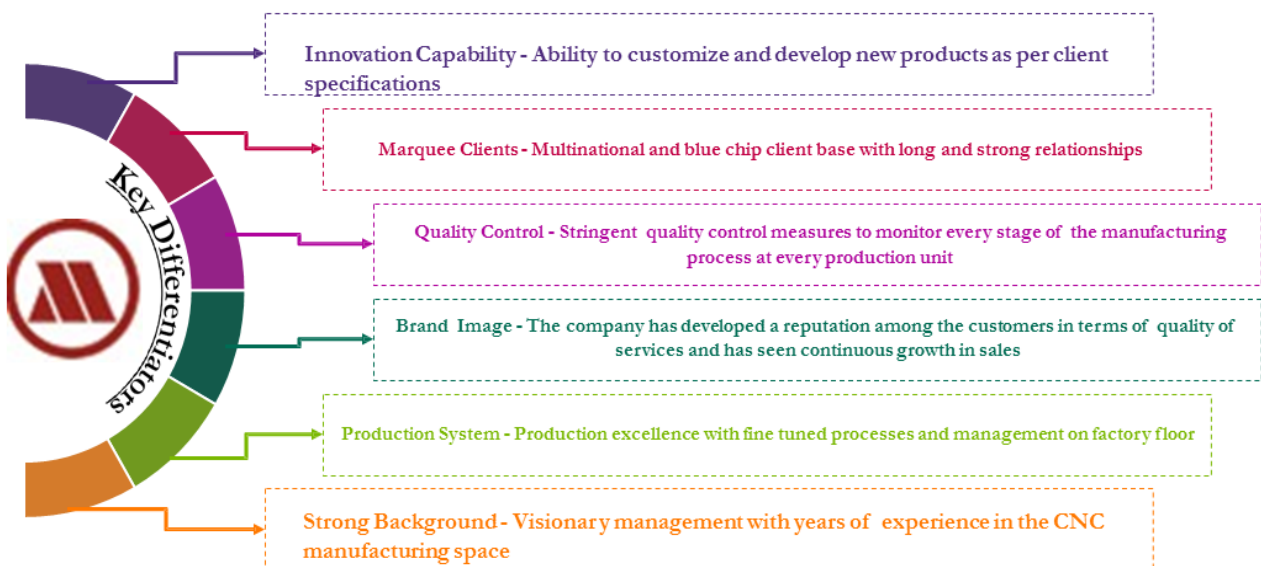 Innovation Capability - Ability to customize and develop new products as per client
specifications
Marquee Clients - Multinational and blue chip client base with long and strong relationships
Key Differentiators
Quality Control - Stringent quality control measures to monitor every stage of the manufacturing
process at every production unit
Brand Image - The company has developed a reputation among the customers in terms of quality of
services and has seen continuous growth in sales
Production System - Production excellence with fine tuned processes and management on factory floor
Strong Background - Visionary management with years of experience in the CNC
manufacturing space